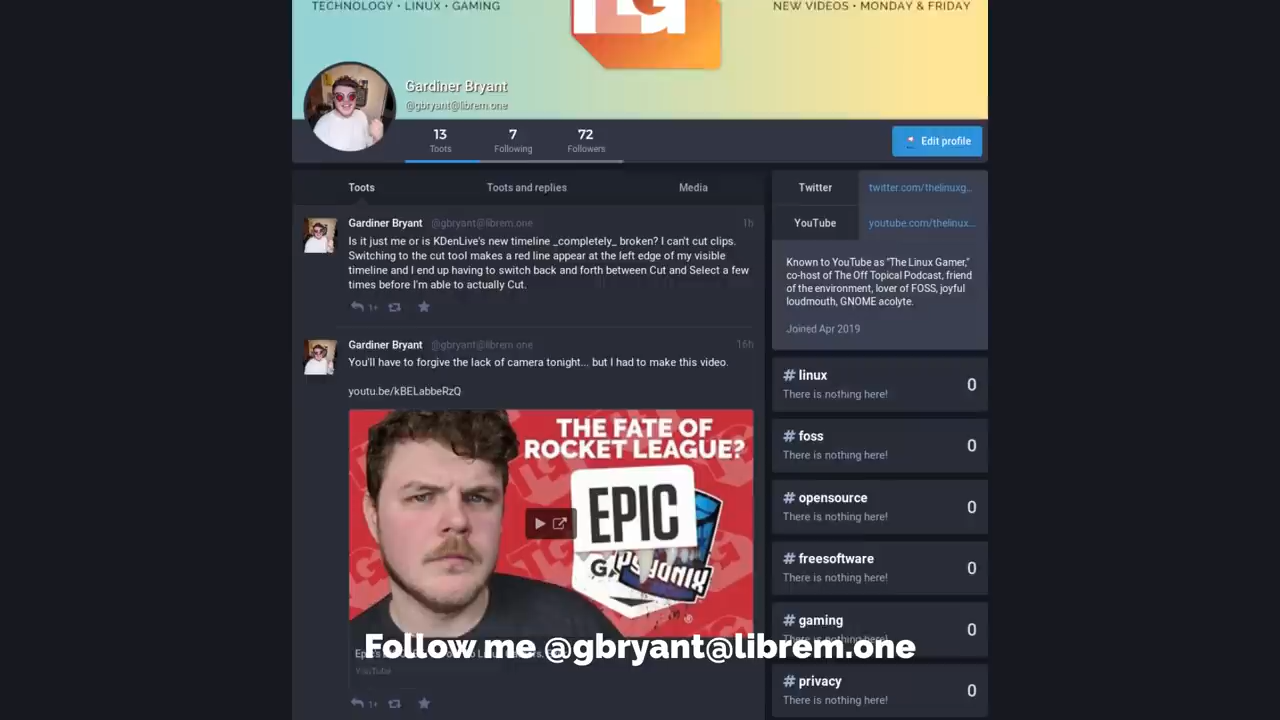 TECHNOLOGY • LINUX • GAMING
NEW VIDEOS • MONDAY & FRIDAY
Gardiner Bryant
@gbryant@librem.one
13
Toots
7
Following
72
Followers
Edit profile
Toots
Toots and replies
Media
Gardiner Bryant @gbryant@librem.one 1h
Is it just me or is KDenLive's new timeline _completely_ broken? I can't cut clips.
Switching to the cut tool makes a red line appear at the left edge of my visible
timeline and I end up having to switch back and forth between Cut and Select a few
times before I'm able to actually Cut.
1+
Gardiner Bryant @gbryant@librem.one 16h
You'll have to forgive the lack of camera tonight... but I had to make this video.
youtu.be/kBELabbeRzQ
THE FATE OF
ROCKET LEAGUE?
EPIC
GA
PSYONIX
YouTube
1+
Twitter
twitter.com/thelinuxg...
YouTube
youtube.com/thelinux...
Known to YouTube as "The Linux Gamer,"
co-host of The Off Topical Podcast, friend
of the environment, lover of FOSS, joyful
loudmouth, GNOME acolyte.
Joined Apr 2019
# linux
There is nothing here!
0
# foss
There is nothing here!
0
# opensource
There is nothing here!
0
# freesoftware
There is nothing here!
0
# gaming
There is nothing here!
0
# privacy
There is nothing here!
0
Follow me @gbryant@librem.one